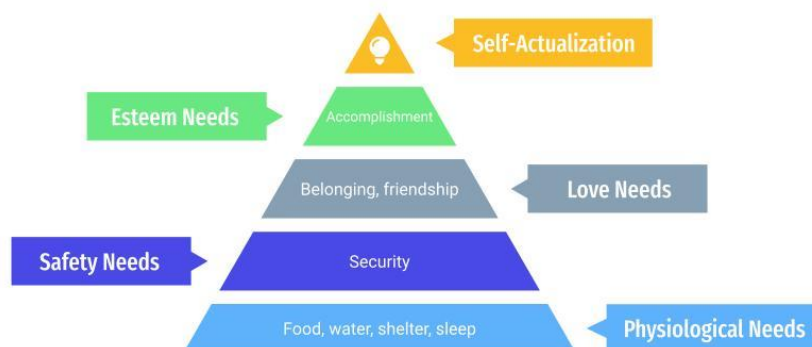 Self-Actualization
Esteem Needs
Accomplishment
Belonging, friendship
Love Needs
Safety Needs
Security
Food, water, shelter, sleep
Physiological Needs